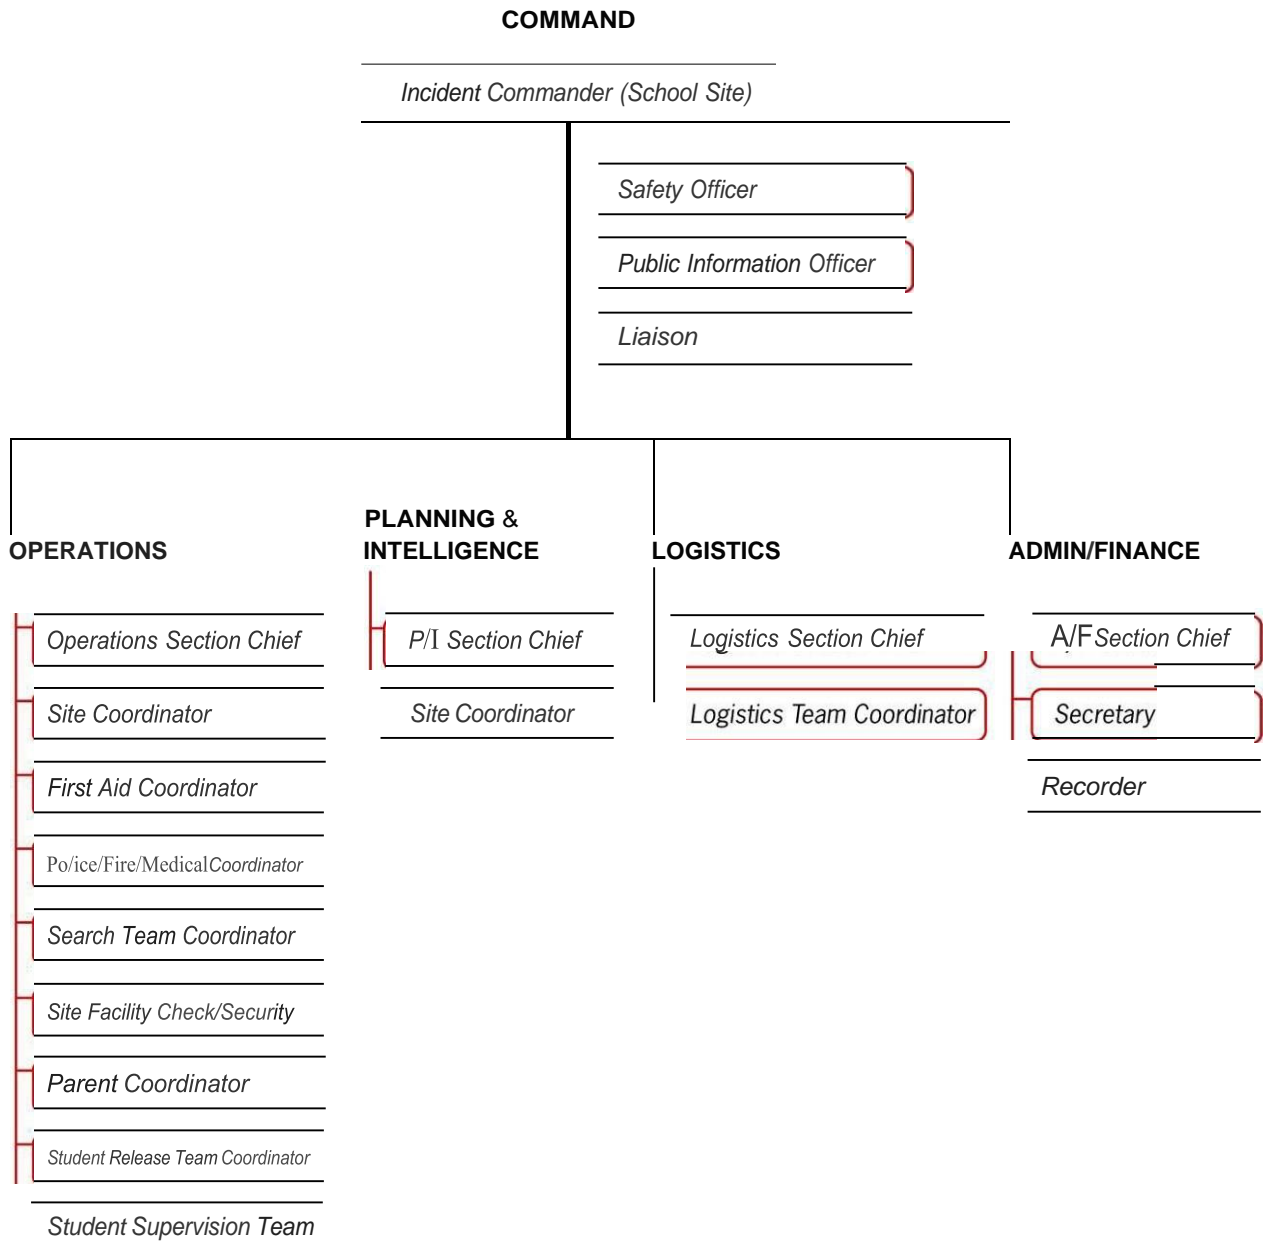 COMMAND
Incident Commander (School Site)
Safety Officer
Public Information Officer
Liaison
OPERATIONS
Operations Section Chief
Site Coordinator
First Aid Coordinator
Po/ice/Fire/Medical Coordinator
Search Team Coordinator
Site Facility Check/Security
Parent Coordinator
Student Release Team Coordinator
Student Supervision Team
PLANNING &
INTELLIGENCE
P/I Section Chief
Site Coordinator
LOGISTICS
Logistics Section Chief
Logistics Team Coordinator
ADMIN/FINANCE
A/F Section Chief
Secretary
Recorder